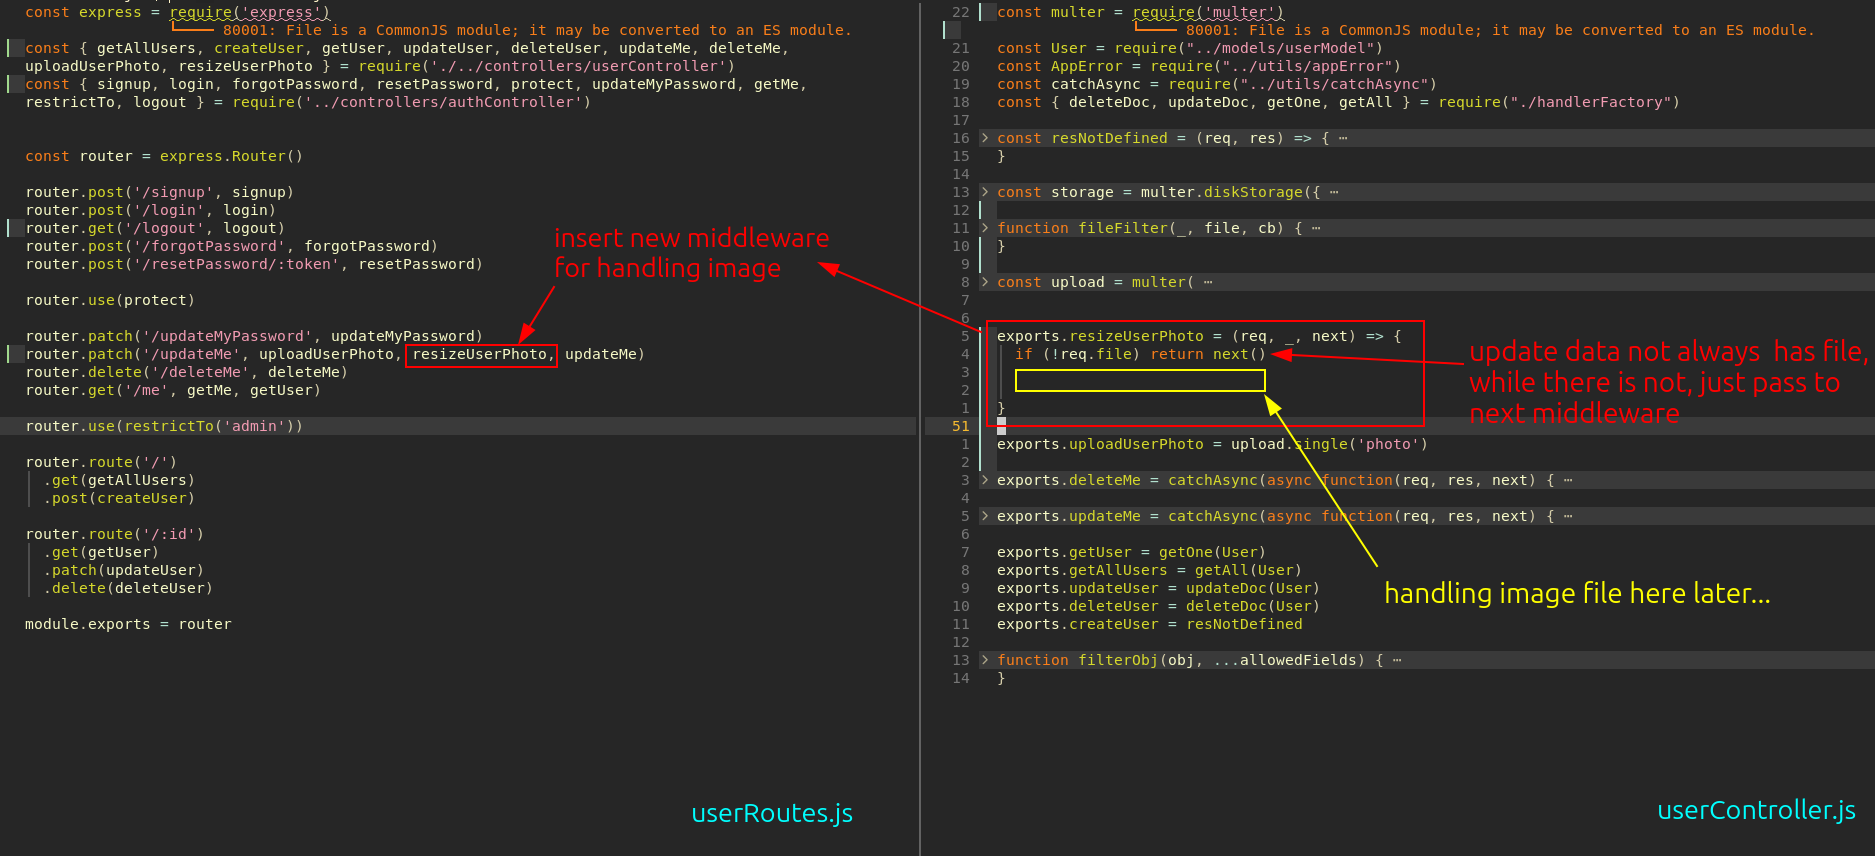 const express = require('express')
80001: File is a CommonJS module; it may be converted to an ES module.
const { getAllUsers, createUser, getUser, updateUser, deleteUser, updateMe, deleteMe,
uploadUserPhoto, resizeUserPhoto } = require('./../controllers/userController')
const { signup, login, forgotPassword, resetPassword, protect, updateMyPassword, getMe,
restrictTo, logout } = require('../controllers/authController')
const router = express.Router()
router.post('/signup', signup)
router.post('/login', login)
router.get('/logout', logout)
router.post('/forgotPassword', forgotPassword)
router.post('/resetPassword/:token', resetPassword)
router.use(protect)
router.patch('/updateMyPassword', updateMyPassword)
router.patch('/updateMe', uploadUserPhoto, resizeUserPhoto, updateMe)
router.delete('/deleteMe', deleteMe)
router.get('/me', getMe, getUser)
router.use(restrictTo('admin'))
router.route('/')
.get(getAllUsers)
.post(createUser)
router.route('/:id')
.get(getUser)
.patch(updateUser)
.delete(deleteUser)
module.exports = router
insert new middleware
for handling image
userRoutes.js
22 const multer = require('multer')
80001: File is a CommonJS module; it may be converted to an ES module.
21 const User = require("../models/userModel")
20 const AppError = require("../utils/appError")
19 const catchAsync = require("../utils/catchAsync")
18 const { deleteDoc, updateDoc, getOne, getAll } = require("./handlerFactory")
17
16 > const resNotDefined = (req, res) => { ⋯
15 }
14
13 > const storage = multer.diskStorage({ ⋯
12
11 > function fileFilter(_, file, cb) { ⋯
10 }
9
8 > const upload = multer( ⋯
7
6
5 exports.resizeUserPhoto = (req, _, next) => {
4 if (!req.file) return next()
3
2
1 }
51
1 exports.uploadUserPhoto = upload.single('photo')
2
3 > exports.deleteMe = catchAsync(async function(req, res, next) { ⋯
4
5 > exports.updateMe = catchAsync(async function(req, res, next) { ⋯
6
7 exports.getUser = getOne(User)
8 exports.getAllUsers = getAll(User)
9 exports.updateUser = updateDoc(User)
10 exports.deleteUser = deleteDoc(User)
11 exports.createUser = resNotDefined
12
13 > function filterObj(obj, ...allowedFields) { ⋯
14 }
update data not always has file,
while there is not, just pass to
next middleware
handling image file here later...
userController.js